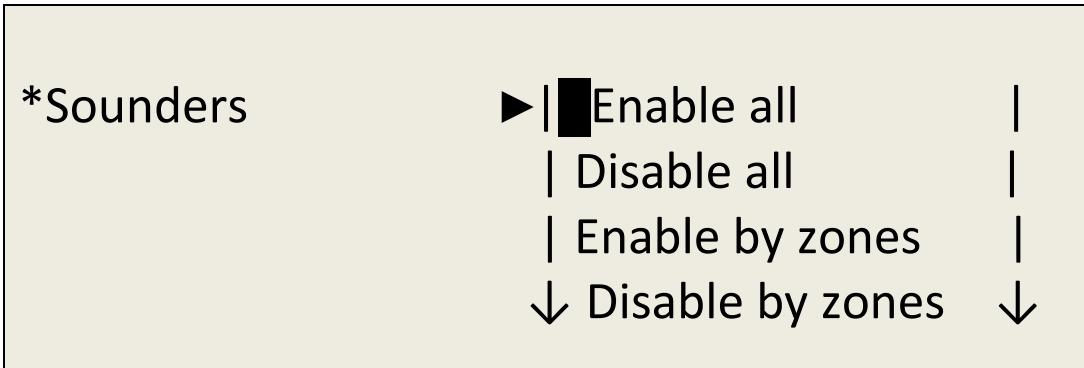 *Sounders ►|█Enable all |
| Disable all |
| Enable by zones |
↓ Disable by zones ↓